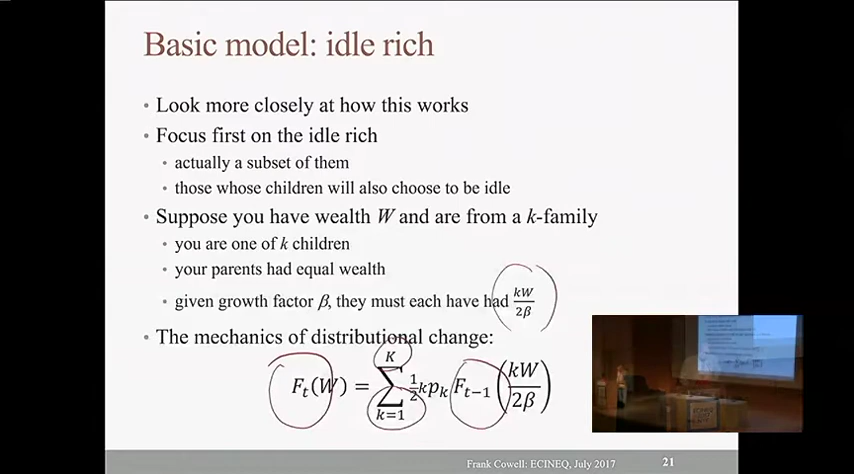 Basic model: idle rich
• Look more closely at how this works
• Focus first on the idle rich
• actually a subset of them
• those whose children will also choose to be idle
• Suppose you have wealth W and are from a k-family
• you are one of k children
• your parents had equal wealth
• given growth factor β, they must each have had kW/2β
• The mechanics of distributional change:
F_t(W) = ∑_{k=1}^{K} ½kp_k F_{t−1}(kW/2β)
Frank Cowell: ECINEQ, July 2017 21